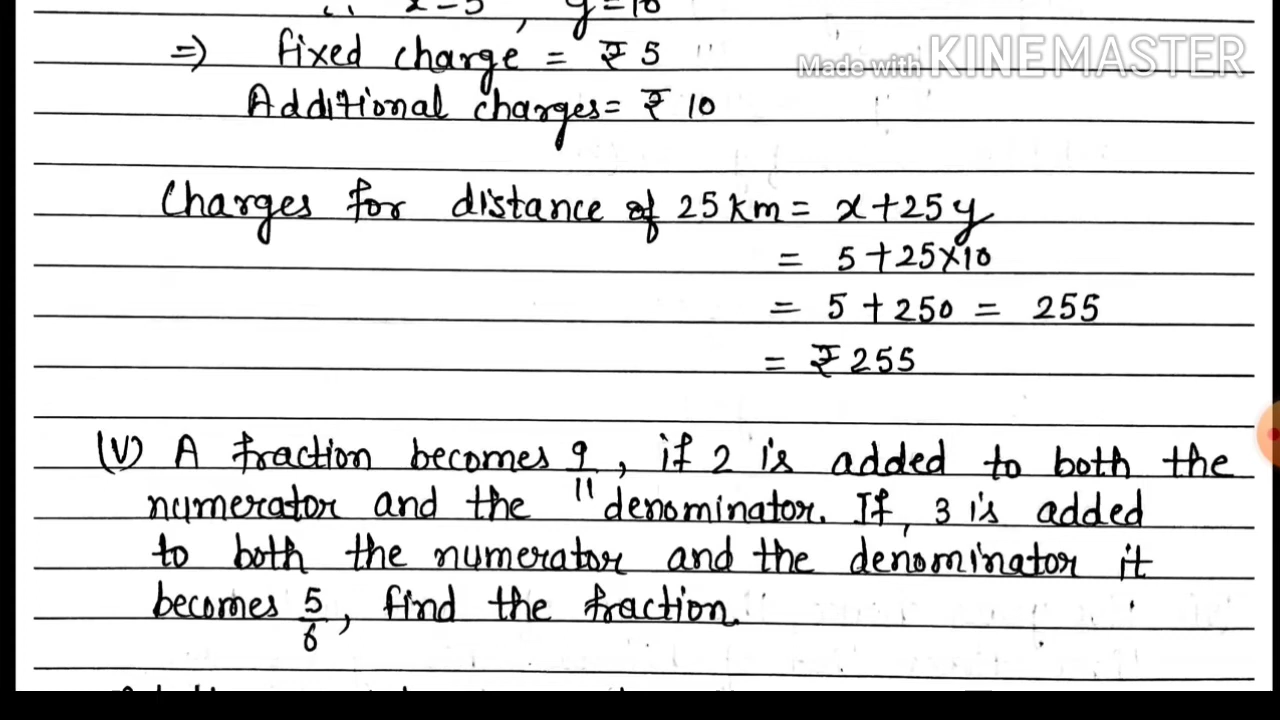 x=5, y=10
=) fixed charge = ₹ 5
Made with KINEMASTER
Additional charges= ₹ 10
Charges for distance of 25 km = x+25y
= 5+25×10
= 5 + 250 = 255
= ₹ 255
(V) A fraction becomes 9/11, if 2 is added to both the
numerator and the denominator. If, 3 is added
to both the numerator and the denominator it
becomes 5/6, find the fraction.